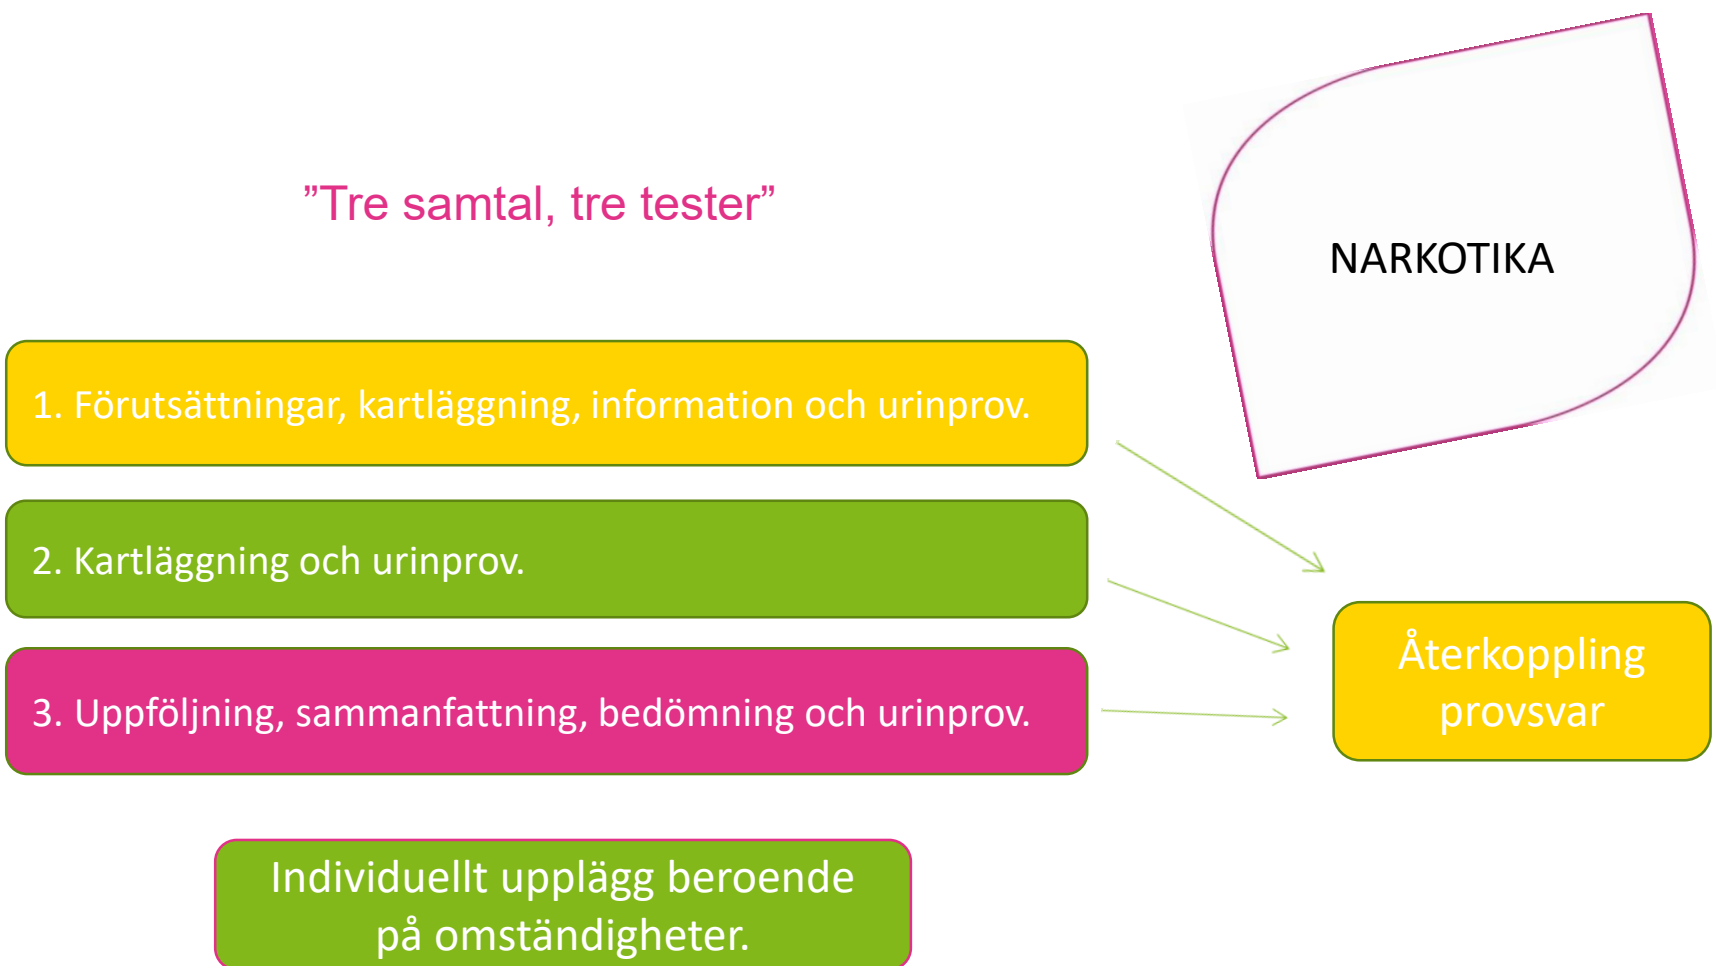 ”Tre samtal, tre tester”
NARKOTIKA
1. Förutsättningar, kartläggning, information och urinprov.
2. Kartläggning och urinprov.
3. Uppföljning, sammanfattning, bedömning och urinprov.
Återkoppling
provsvar
Individuellt upplägg beroende
på omständigheter.